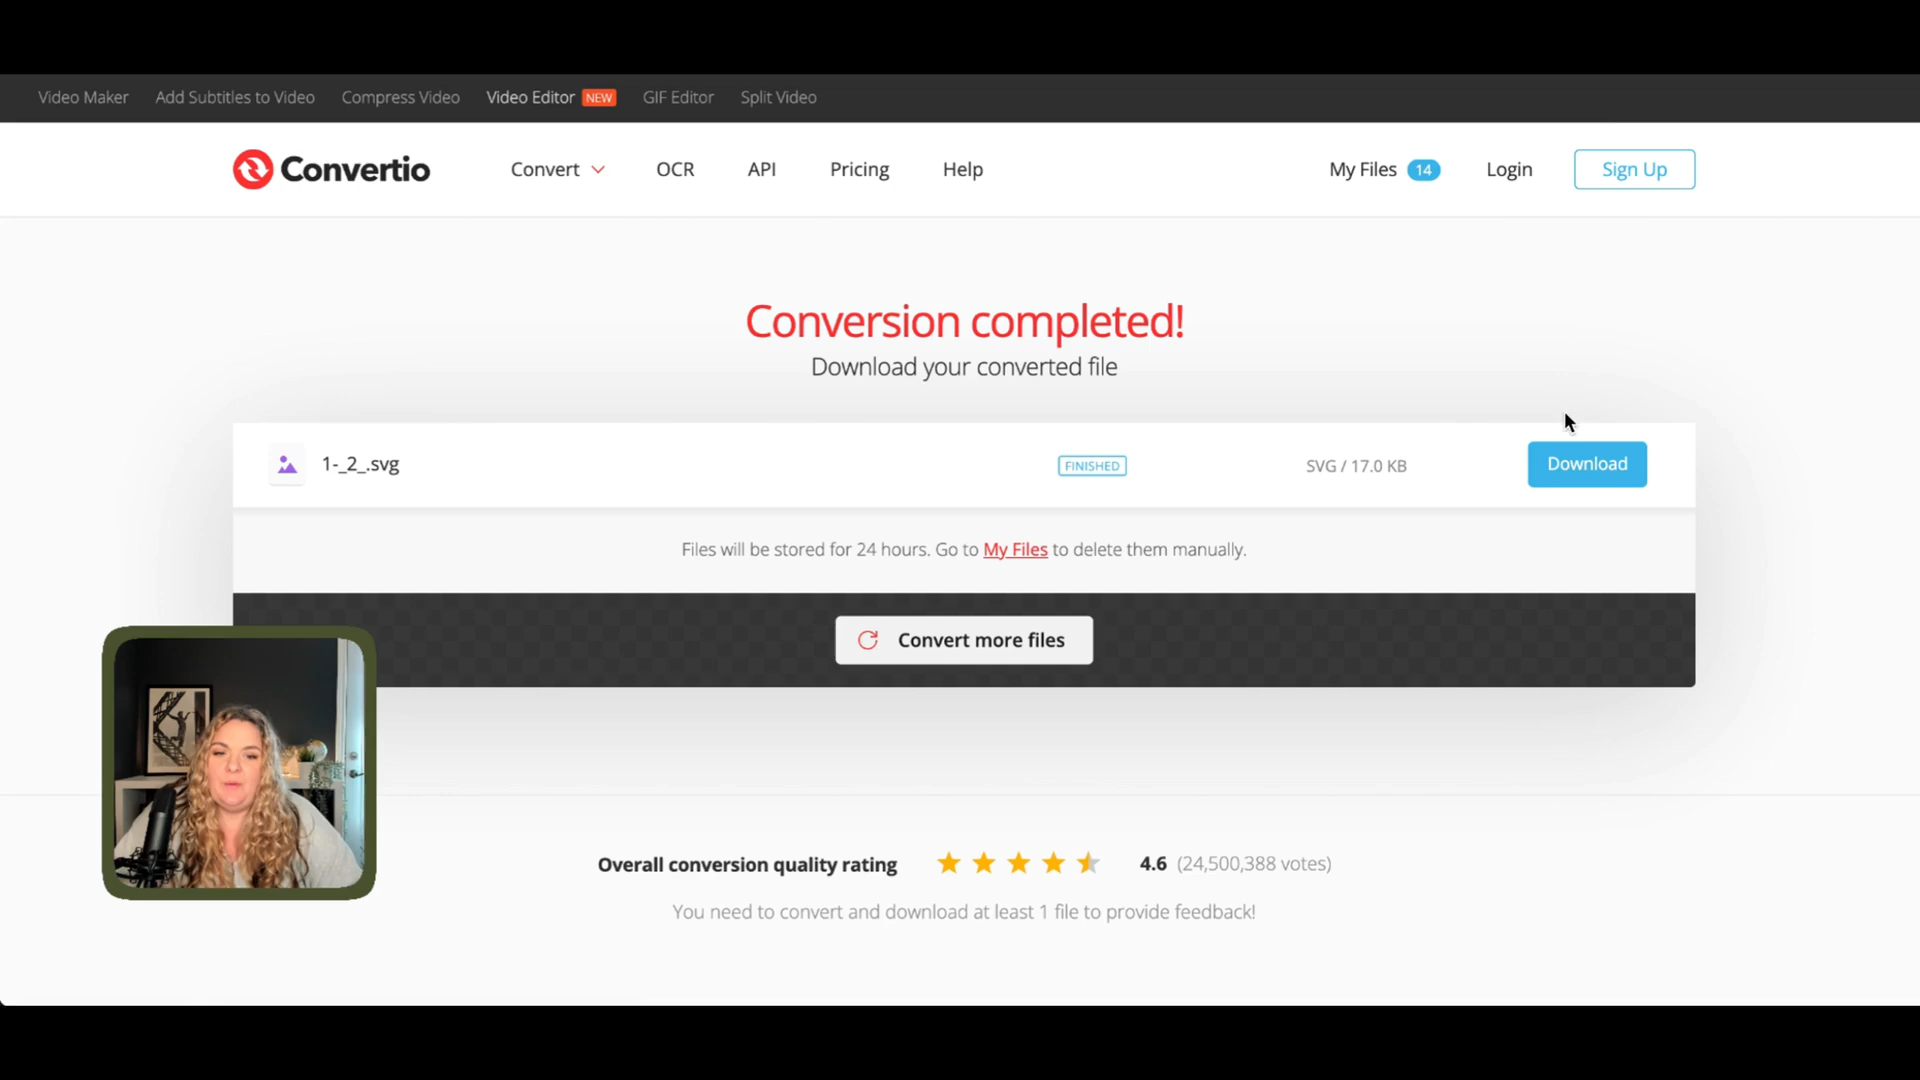 Video Maker Add Subtitles to Video Compress Video Video Editor NEW GIF Editor Split Video
Convertio Convert OCR API Pricing Help My Files 14 Login Sign Up
Conversion completed!
Download your converted file
1-_2_.svg FINISHED SVG / 17.0 KB Download
Files will be stored for 24 hours. Go to My Files to delete them manually.
Convert more files
Overall conversion quality rating 4.6 (24,500,388 votes)
You need to convert and download at least 1 file to provide feedback!